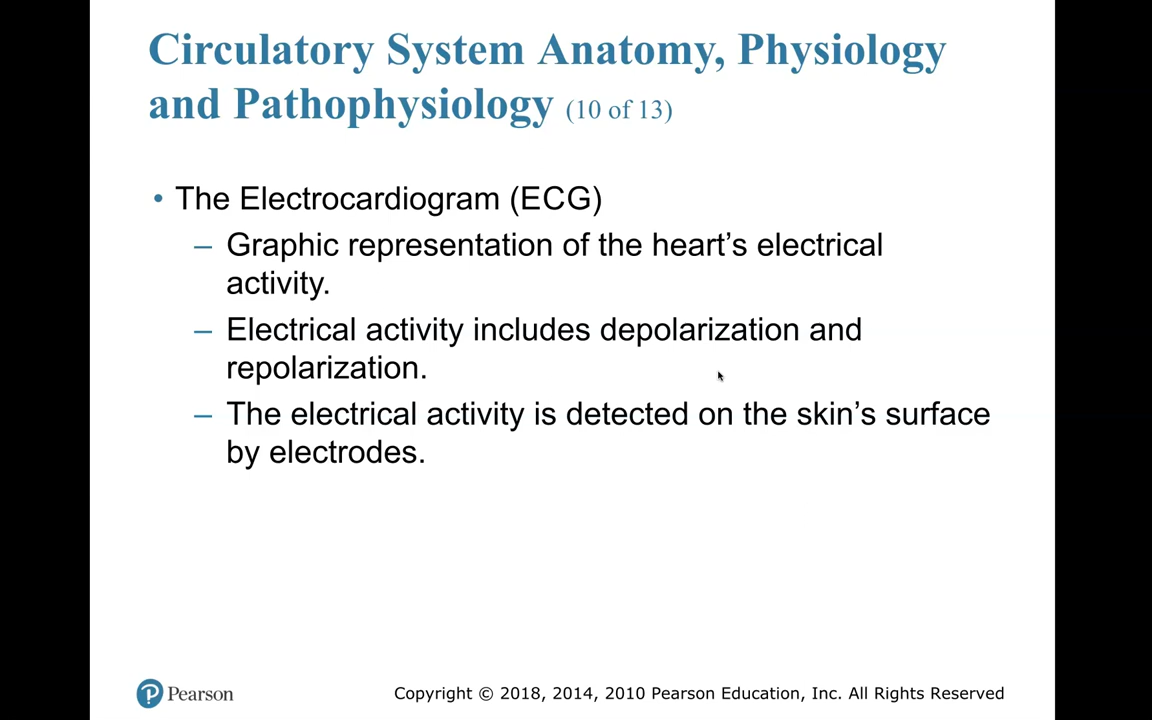 Circulatory System Anatomy, Physiology
and Pathophysiology (10 of 13)
• The Electrocardiogram (ECG)
– Graphic representation of the heart’s electrical
activity.
– Electrical activity includes depolarization and
repolarization.
– The electrical activity is detected on the skin’s surface
by electrodes.
Pearson
Copyright © 2018, 2014, 2010 Pearson Education, Inc. All Rights Reserved